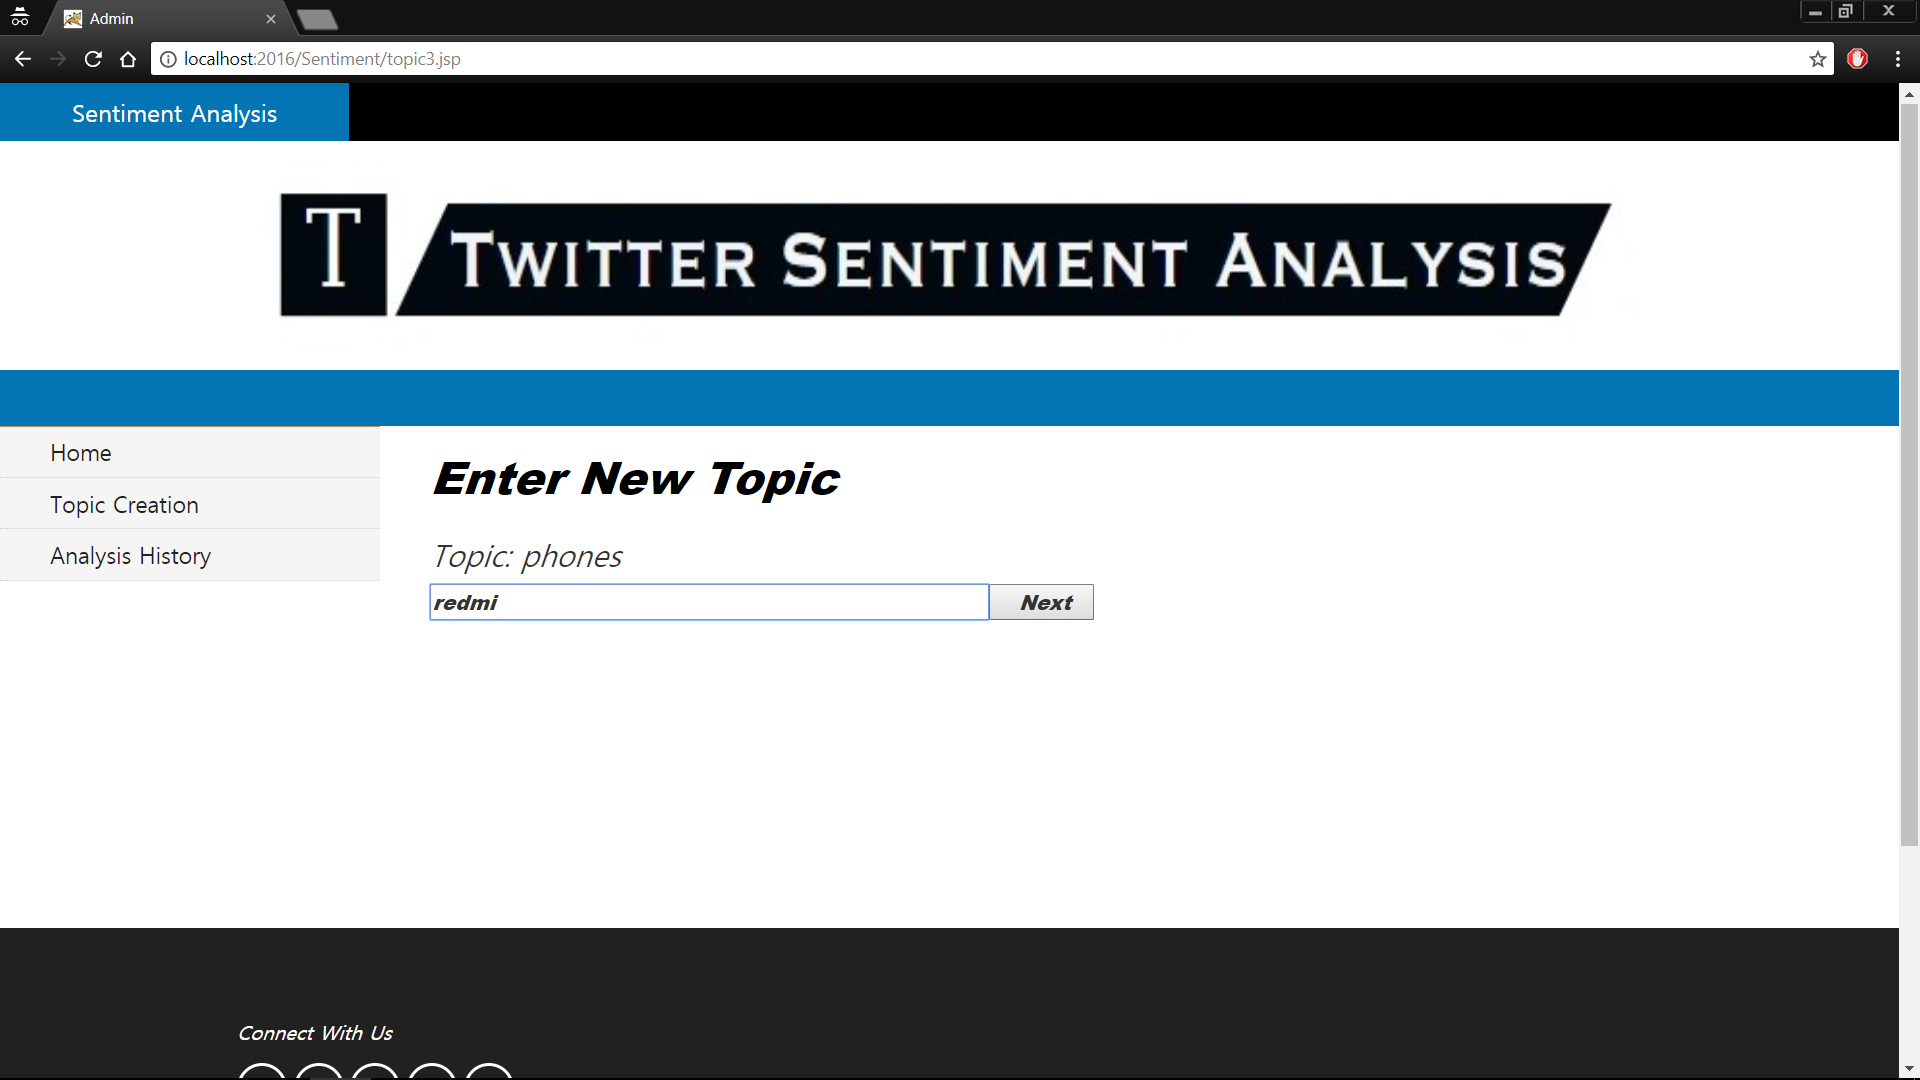 Admin
localhost:2016/Sentiment/topic3.jsp
Sentiment Analysis
T TWITTER SENTIMENT ANALYSIS
Home
Topic Creation
Analysis History
Enter New Topic
Topic: phones
redmi Next
Connect With Us